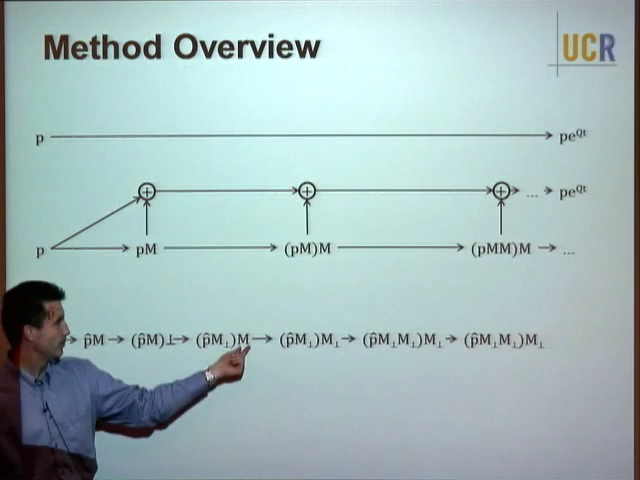 Method Overview
UCR
p → pe^Qt
⊕ → ⊕ → ⊕ → ... → pe^Qt
p → pM → (pM)M → (pMM)M → ...
→ p̂M → (p̂M)⊥ → (p̂M⊥)M → (p̂M⊥)M⊥ → (p̂M⊥M⊥)M⊥ → (p̂M⊥M⊥)M⊥